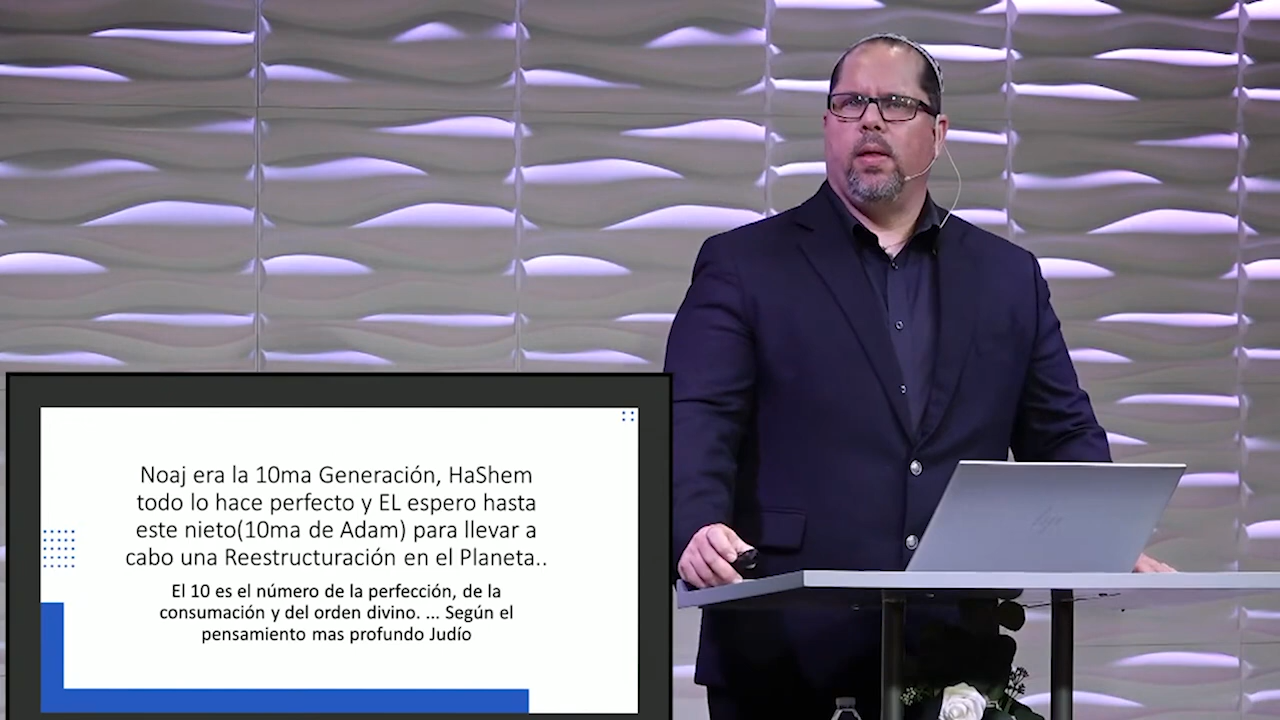 Noaj era la 10ma Generación, HaShem
todo lo hace perfecto y EL espero hasta
este nieto(10ma de Adam) para llevar a
cabo una Reestructuración en el Planeta..
El 10 es el número de la perfección, de la
consumación y del orden divino. ... Según el
pensamiento mas profundo Judío
hp